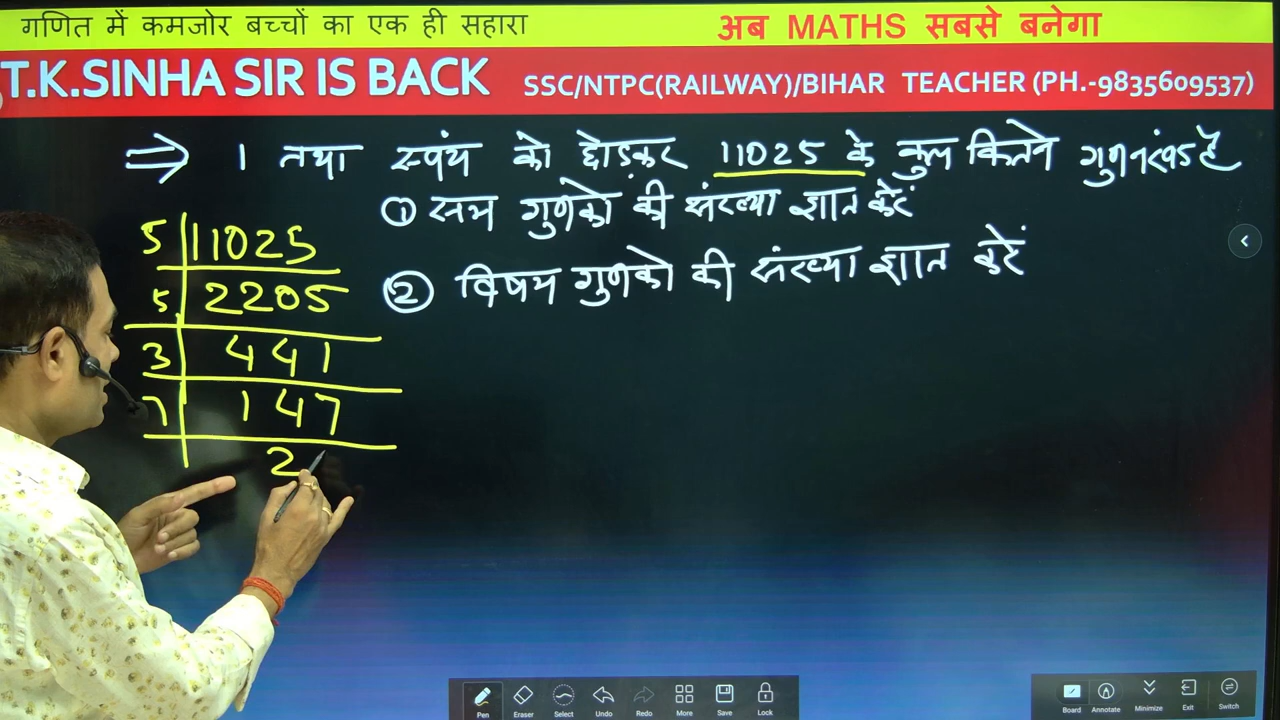 गणित में कमजोर बच्चों का एक ही सहारा
अब MATHS सबसे बनेगा
T.K.SINHA SIR IS BACK SSC/NTPC(RAILWAY)/BIHAR TEACHER (PH.-9835609537)
⇒ 1 तथा स्वयं को छोड़कर 11025 के कुल कितने गुणनखंड है
① सम गुणको की संख्या ज्ञात करें
② विषम गुणको की संख्या ज्ञात करें
5 11025
5 2205
3 441
7 147
2
Pen Eraser Select Undo Redo More Save Lock
Board Annotate Minimize Exit Switch